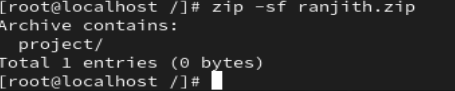 [root@localhost /]# zip -sf ranjith.zip
Archive contains:
  project/
Total 1 entries (0 bytes)
[root@localhost /]#